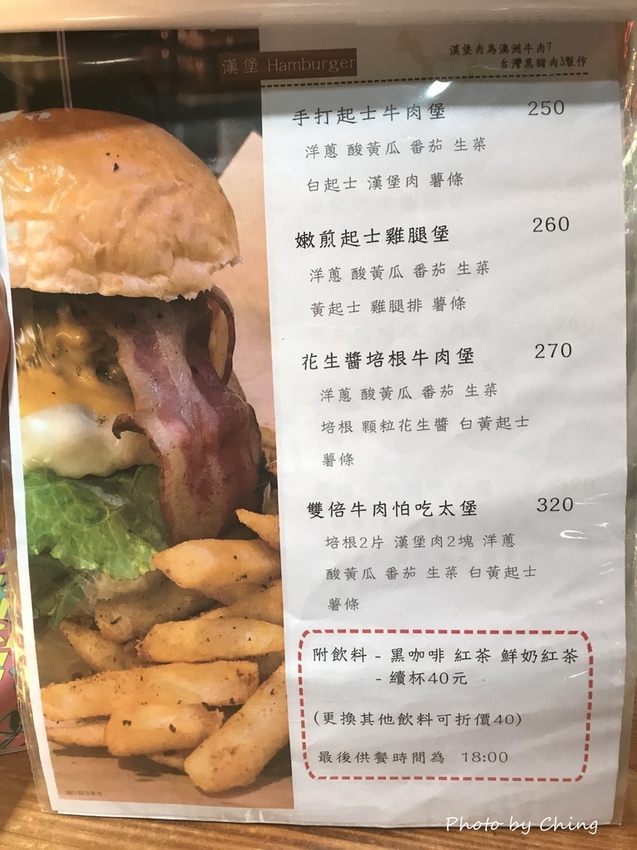 漢堡 Hamburger
漢堡肉為澳洲牛肉7
台灣黑豬肉3製作
手打起士牛肉堡 250
洋蔥 酸黃瓜 番茄 生菜
白起士 漢堡肉 薯條
嫩煎起士雞腿堡 260
洋蔥 酸黃瓜 番茄 生菜
黃起士 雞腿排 薯條
花生醬培根牛肉堡 270
洋蔥 酸黃瓜 番茄 生菜
培根 顆粒花生醬 白黃起士
薯條
雙倍牛肉怕吃太堡 320
培根2片 漢堡肉2塊 洋蔥
酸黃瓜 番茄 生菜 白黃起士
薯條
附飲料 - 黑咖啡 紅茶 鮮奶紅茶
- 續杯40元
(更換其他飲料可折價40)
最後供餐時間為 18:00
Photo by Ching